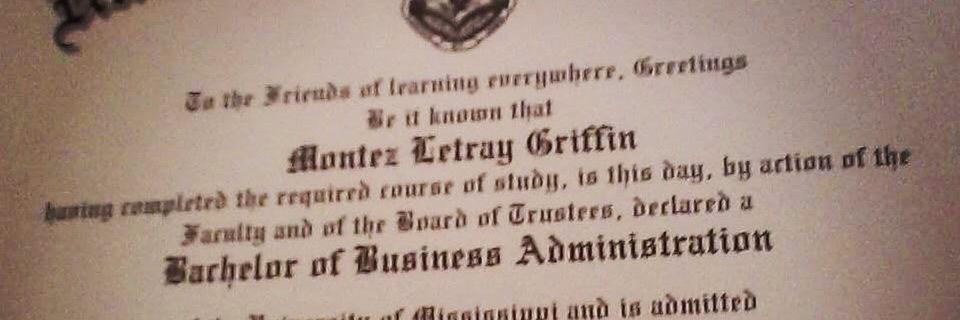 To the Friends of learning everywhere, Greetings
Be it known that
Montez Letray Griffin
having completed the required course of study, is this day, by action of the
Faculty and of the Board of Trustees, declared a
Bachelor of Business Administration
University of Mississippi and is admitted